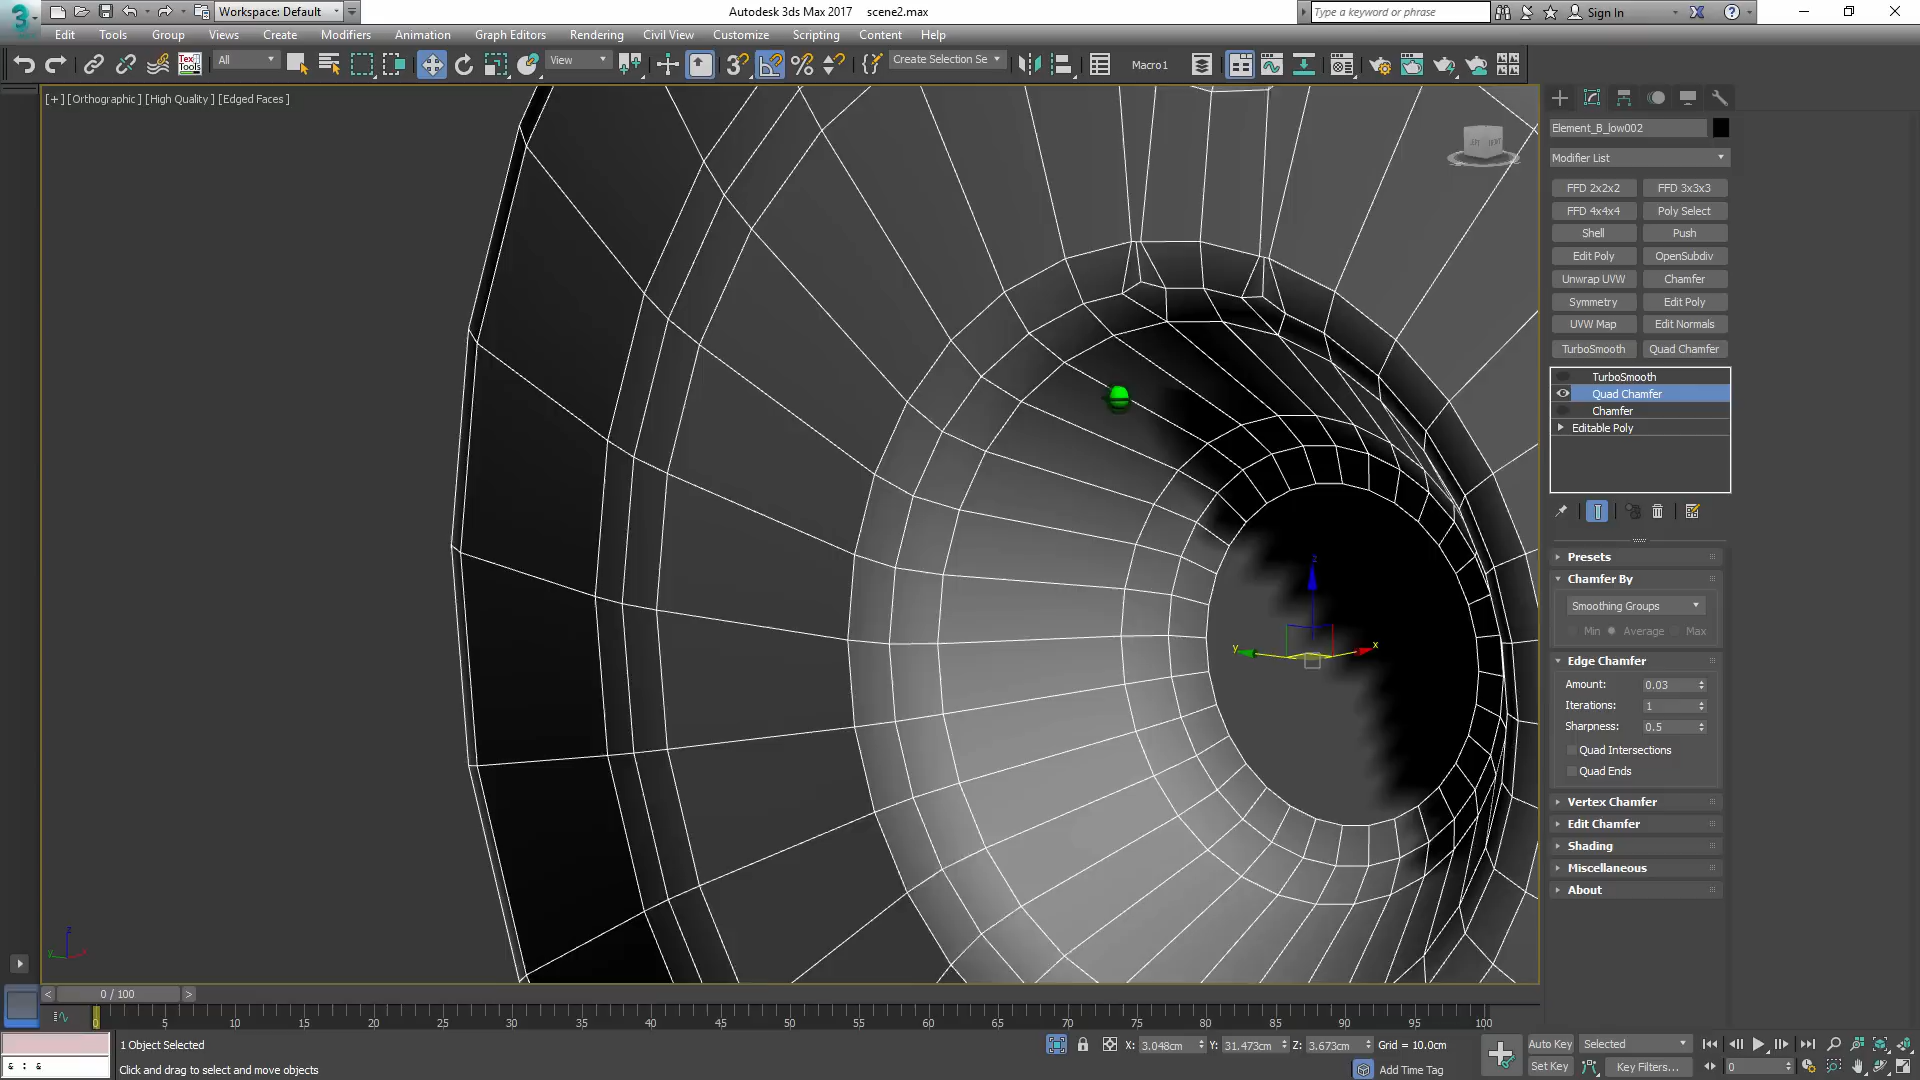 Workspace: Default
Autodesk 3ds Max 2017    scene2.max
Type a keyword or phrase
Sign In
Edit Tools Group Views Create Modifiers Animation Graph Editors Rendering Civil View Customize Scripting Content Help
TexTools
All
View
Create Selection Se
Macro1
[+] [Orthographic] [High Quality] [Edged Faces]
Element_B_low002
Modifier List
FFD 2x2x2 FFD 3x3x3
FFD 4x4x4 Poly Select
Shell Push
Edit Poly OpenSubdiv
Unwrap UVW Chamfer
Symmetry Edit Poly
UVW Map Edit Normals
TurboSmooth Quad Chamfer
TurboSmooth
Quad Chamfer
Chamfer
Editable Poly
Presets
Chamfer By
Smoothing Groups
Min Average Max
Edge Chamfer
Amount: 0.03
Iterations: 1
Sharpness: 0.5
Quad Intersections
Quad Ends
Vertex Chamfer
Edit Chamfer
Shading
Miscellaneous
About
z
y
x
z
y
x
0 / 100
0 5 10 15 20 25 30 35 40 45 50 55 60 65 70 75 80 85 90 95 100
1 Object Selected
X: 3.048cm Y: 31.473cm Z: 3.673cm Grid = 10.0cm
Auto Key Selected
& : &
Click and drag to select and move objects
Add Time Tag
Set Key Key Filters...
0